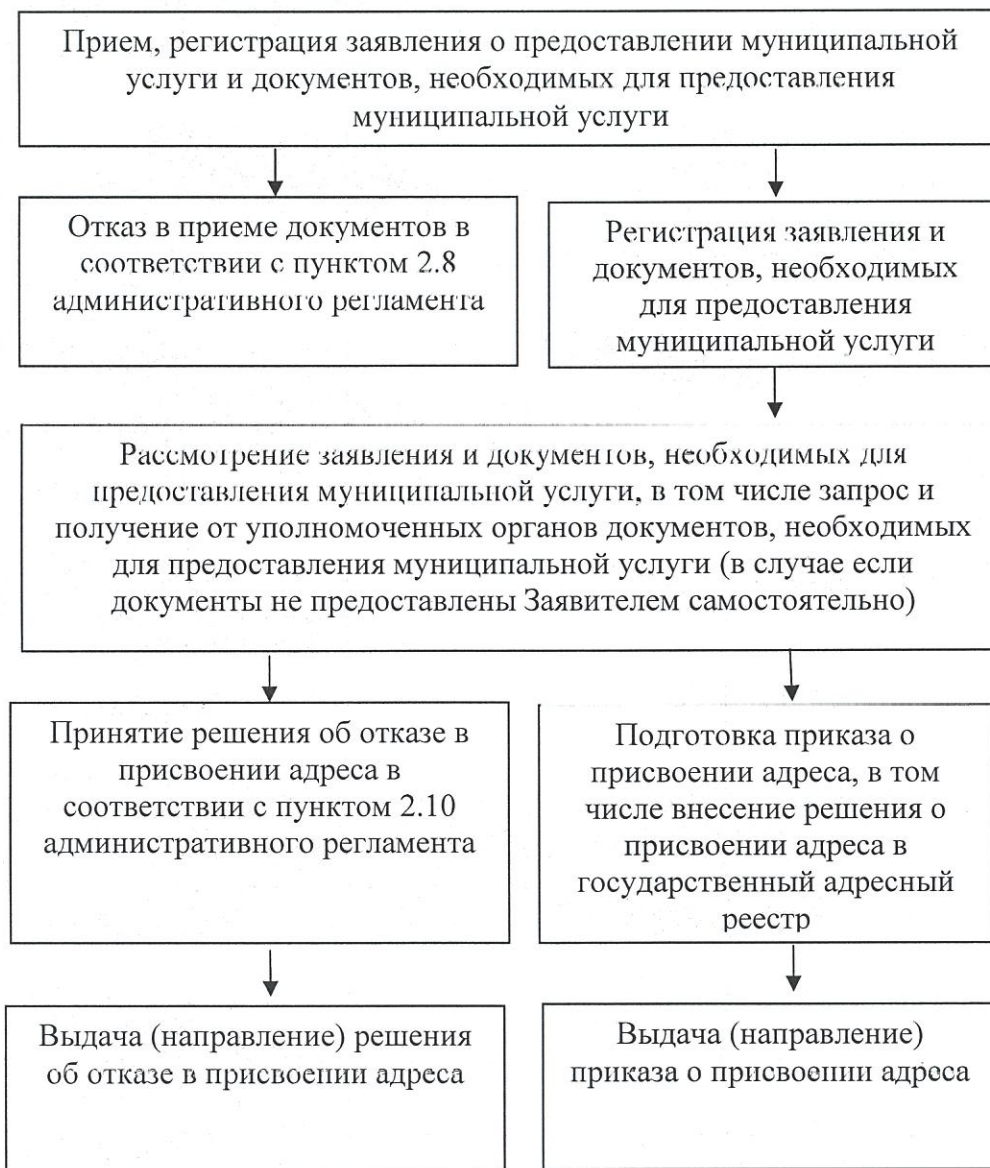 Прием, регистрация заявления о предоставлении муниципальной
услуги и документов, необходимых для предоставления
муниципальной услуги
Отказ в приеме документов в
соответствии с пунктом 2.8
административного регламента
Регистрация заявления и
документов, необходимых
для предоставления
муниципальной услуги
Рассмотрение заявления и документов, необходимых для
предоставления муниципальной услуги, в том числе запрос и
получение от уполномоченных органов документов, необходимых
для предоставления муниципальной услуги (в случае если
документы не предоставлены Заявителем самостоятельно)
Принятие решения об отказе в
присвоении адреса в
соответствии с пунктом 2.10
административного регламента
Подготовка приказа о
присвоении адреса, в том
числе внесение решения о
присвоении адреса в
государственный адресный
реестр
Выдача (направление) решения
об отказе в присвоении адреса
Выдача (направление)
приказа о присвоении адреса